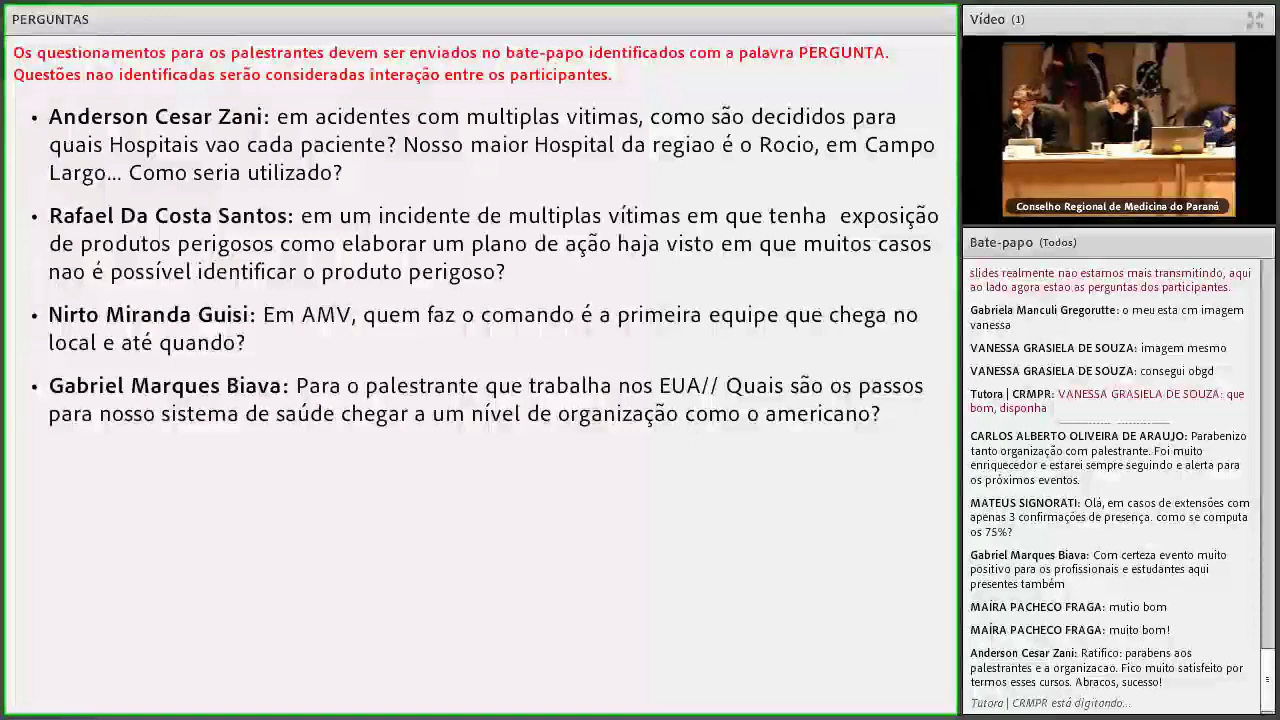 PERGUNTAS
Os questionamentos para os palestrantes devem ser enviados no bate-papo identificados com a palavra PERGUNTA.
Questões nao identificadas serão consideradas interação entre os participantes.
• Anderson Cesar Zani: em acidentes com multiplas vitimas, como são decididos para
quais Hospitais vao cada paciente? Nosso maior Hospital da regiao é o Rocio, em Campo
Largo... Como seria utilizado?
• Rafael Da Costa Santos: em um incidente de multiplas vítimas em que tenha exposição
de produtos perigosos como elaborar um plano de ação haja visto em que muitos casos
nao é possível identificar o produto perigoso?
• Nirto Miranda Guisi: Em AMV, quem faz o comando é a primeira equipe que chega no
local e até quando?
• Gabriel Marques Biava: Para o palestrante que trabalha nos EUA// Quais são os passos
para nosso sistema de saúde chegar a um nível de organização como o americano?
Vídeo (1)
Conselho Regional de Medicina do Paraná
Bate-papo (Todos)
slides realmente nao estamos mais transmitindo, aqui
ao lado agora estao as perguntas dos participantes.
Gabriela Manculi Gregorutte: o meu esta cm imagem
vanessa
VANESSA GRASIELA DE SOUZA: imagem mesmo
VANESSA GRASIELA DE SOUZA: consegui obgd
Tutora | CRMPR: VANESSA GRASIELA DE SOUZA: que
bom, disponha
CARLOS ALBERTO OLIVEIRA DE ARAUJO: Parabenizo
tanto organização com palestrante. Foi muito
enriquecedor e estarei sempre seguindo e alerta para
os próximos eventos.
MATEUS SIGNORATI: Olá, em casos de extensões com
apenas 3 confirmações de presença. como se computa
os 75%?
Gabriel Marques Biava: Com certeza evento muito
positivo para os profissionais e estudantes aqui
presentes também
MAÍRA PACHECO FRAGA: mutio bom
MAÍRA PACHECO FRAGA: muito bom!
Anderson Cesar Zani: Ratifico: parabens aos
palestrantes e a organizacao. Fico muito satisfeito por
termos esses cursos. Abracos, sucesso!
Tutora | CRMPR está digitando...